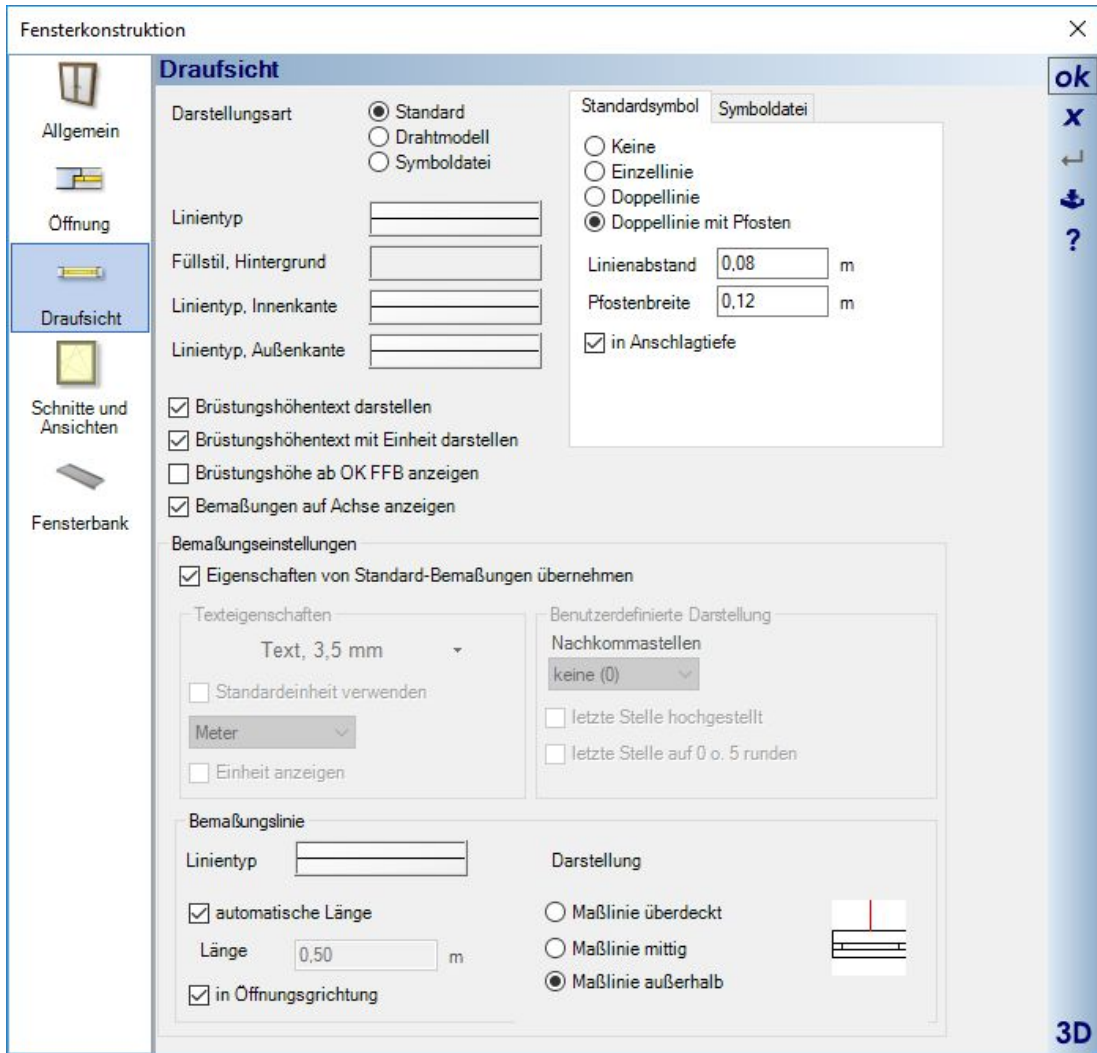 Fensterkonstruktion
Allgemein
Öffnung
Draufsicht
Schnitte und
Ansichten
Fensterbank
Draufsicht
Darstellungsart
Standard
Drahtmodell
Symboldatei
Linientyp
Füllstil, Hintergrund
Linientyp, Innenkante
Linientyp, Außenkante
Standardsymbol
Symboldatei
Keine
Einzellinie
Doppellinie
Doppellinie mit Pfosten
Linienabstand 0,08 m
Pfostenbreite 0,12 m
in Anschlagtiefe
Brüstungshöhentext darstellen
Brüstungshöhentext mit Einheit darstellen
Brüstungshöhe ab OK FFB anzeigen
Bemaßungen auf Achse anzeigen
Bemaßungseinstellungen
Eigenschaften von Standard-Bemaßungen übernehmen
Texteigenschaften
Text, 3,5 mm
Standardeinheit verwenden
Meter
Einheit anzeigen
Benutzerdefinierte Darstellung
Nachkommastellen
keine (0)
letzte Stelle hochgestellt
letzte Stelle auf 0 o. 5 runden
Bemaßungslinie
Linientyp
automatische Länge
Länge 0,50 m
in Öffnungsgrichtung
Darstellung
Maßlinie überdeckt
Maßlinie mittig
Maßlinie außerhalb
ok
x
?
3D